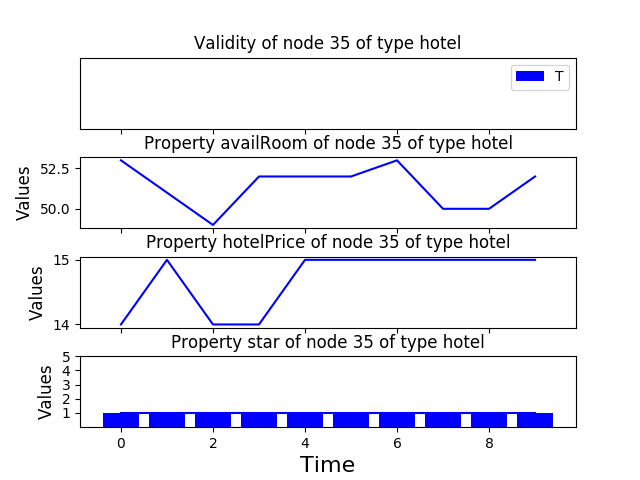 Validity of node 35 of type hotel
T
Property availRoom of node 35 of type hotel
52.5
50.0
Values
Property hotelPrice of node 35 of type hotel
15
14
Values
Property star of node 35 of type hotel
5
4
3
2
1
Values
0 2 4 6 8
Time